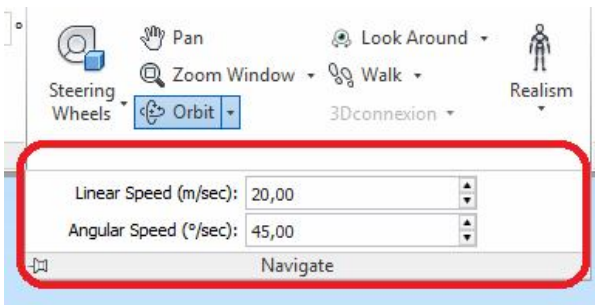 °
Pan
Look Around
Zoom Window
Walk
Steering
Wheels
Realism
Orbit
3Dconnexion
Linear Speed (m/sec): 20,00
Angular Speed (°/sec): 45,00
Navigate